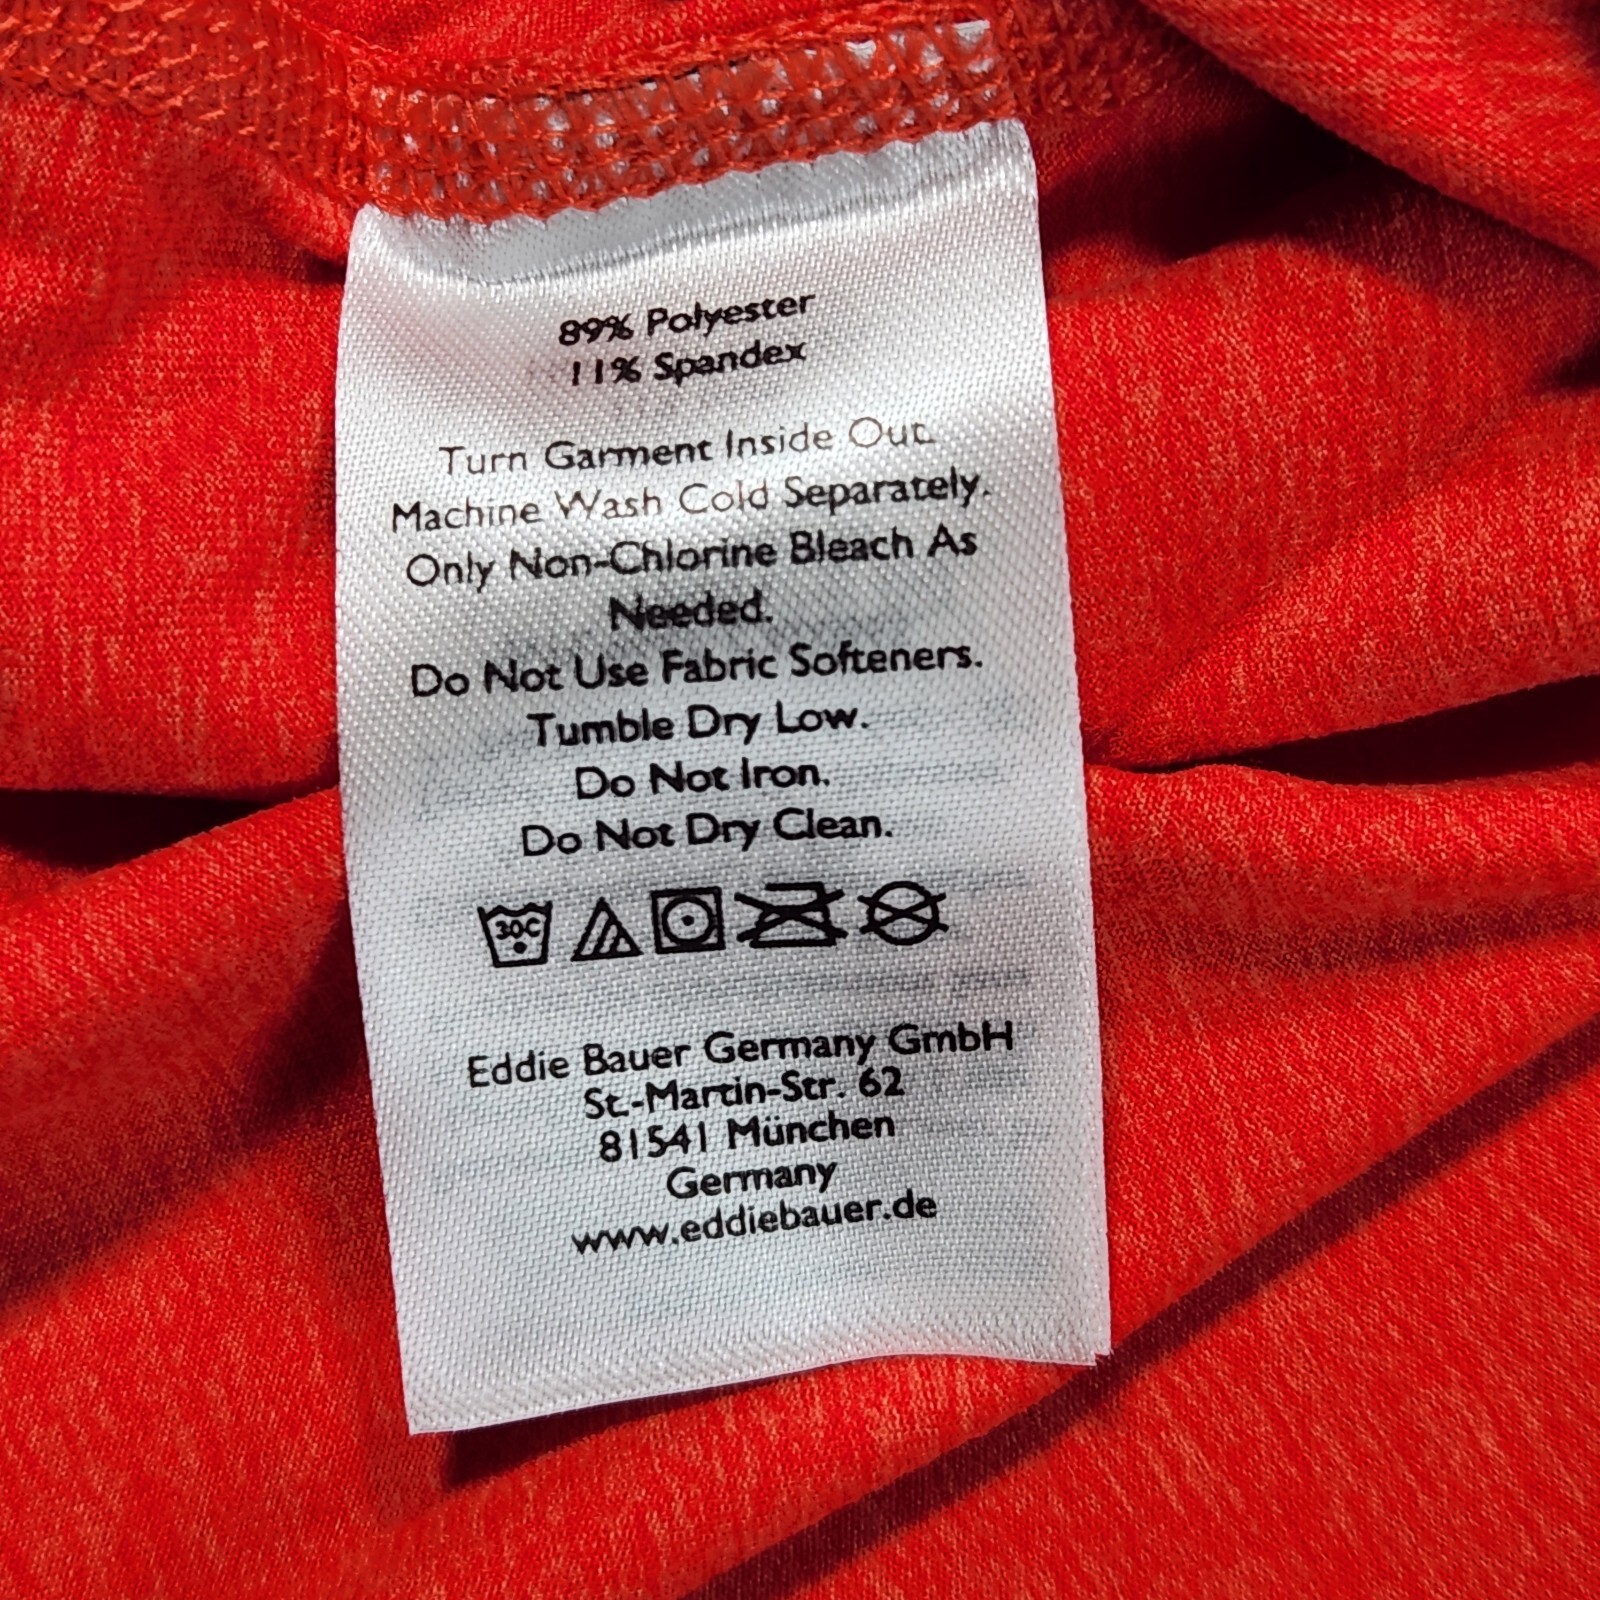 89% Polyester
11% Spandex
Turn Garment Inside Out.
Machine Wash Cold Separately.
Only Non-Chlorine Bleach As
Needed.
Do Not Use Fabric Softeners.
Tumble Dry Low.
Do Not Iron.
Do Not Dry Clean.
30C
Eddie Bauer Germany GmbH
St.-Martin-Str. 62
81541 München
Germany
www.eddiebauer.de